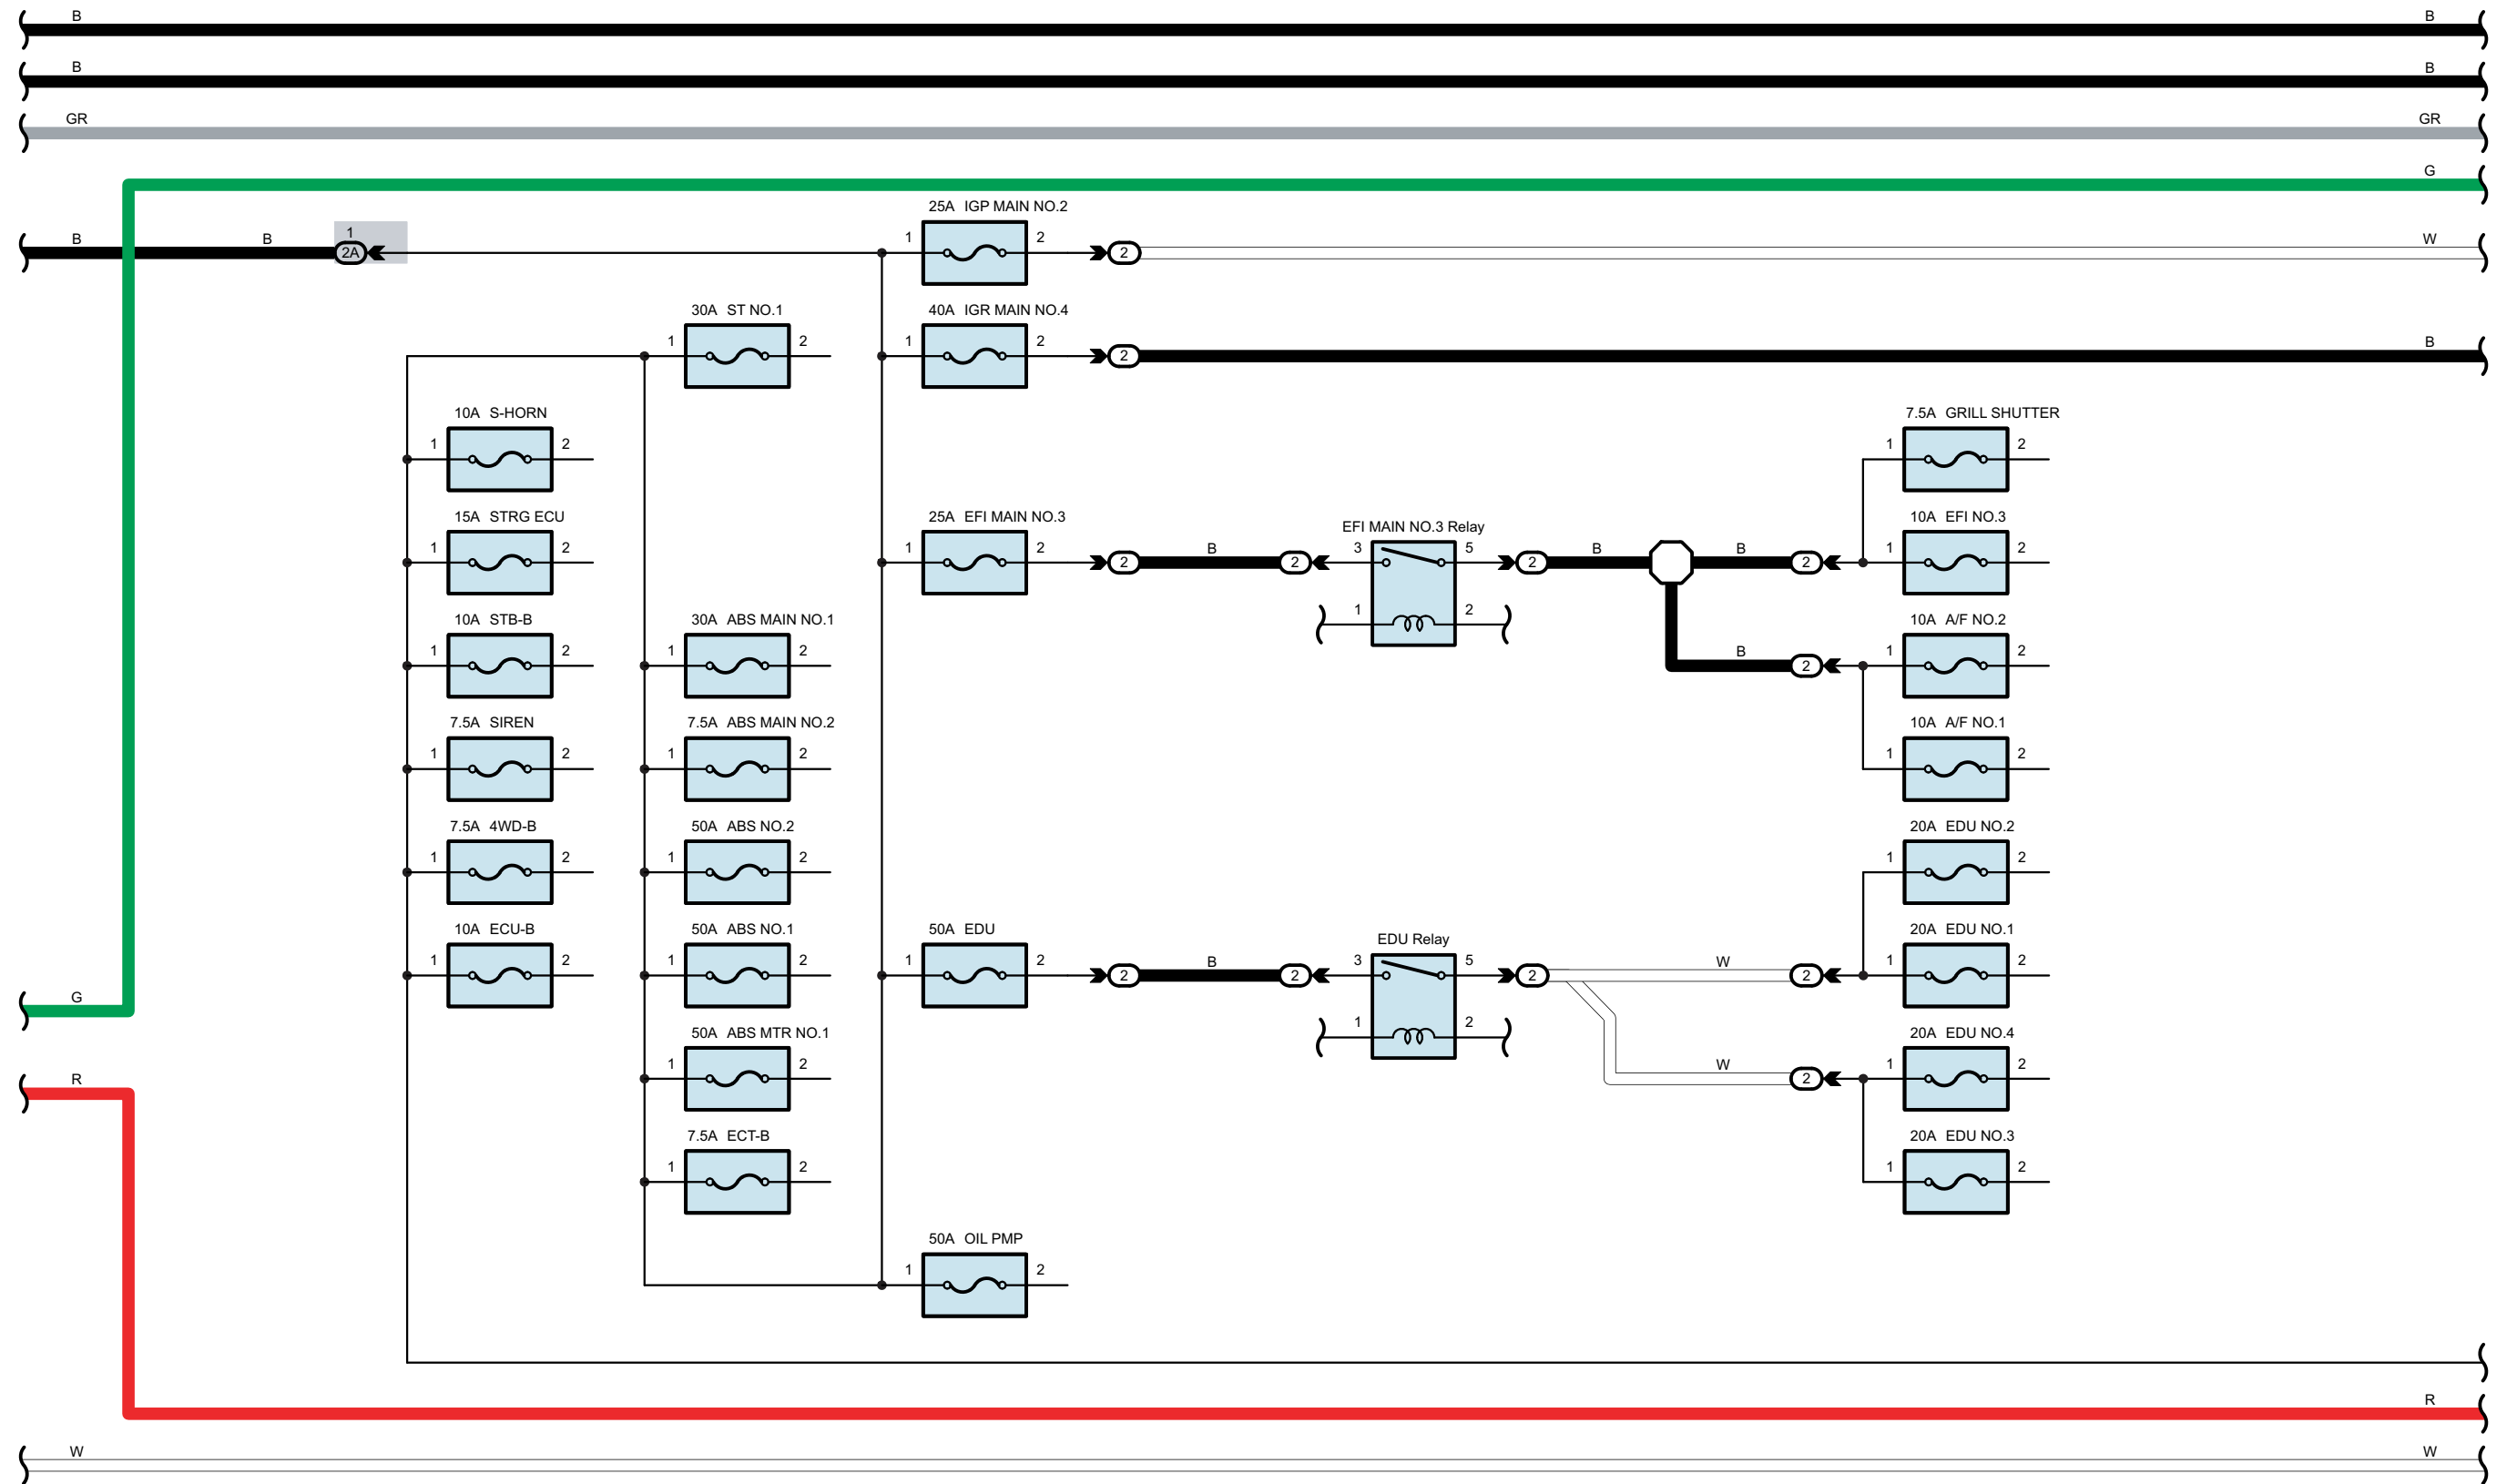 B B
B B
GR GR
G
25A IGP MAIN NO.2
B B 1 2A 1 2 2 W
30A ST NO.1 40A IGR MAIN NO.4
1 2 1 2 2 B
10A S-HORN 7.5A GRILL SHUTTER
1 2 1 2
15A STRG ECU 25A EFI MAIN NO.3 EFI MAIN NO.3 Relay 10A EFI NO.3
1 2 1 2 2 B 2 3 5 2 B B 2 1 2
10A STB-B 30A ABS MAIN NO.1 1 2 10A A/F NO.2
1 2 1 2 B 2 1 2
7.5A SIREN 7.5A ABS MAIN NO.2 10A A/F NO.1
1 2 1 2 1 2
7.5A 4WD-B 50A ABS NO.2 20A EDU NO.2
1 2 1 2 1 2
10A ECU-B 50A ABS NO.1 50A EDU EDU Relay 20A EDU NO.1
1 2 1 2 1 2 2 B 2 3 5 2 W 2 1 2
G 50A ABS MTR NO.1 1 2 20A EDU NO.4
1 2 W 2 1 2
R
7.5A ECT-B 20A EDU NO.3
1 2 1 2
50A OIL PMP
1 2
R
W W